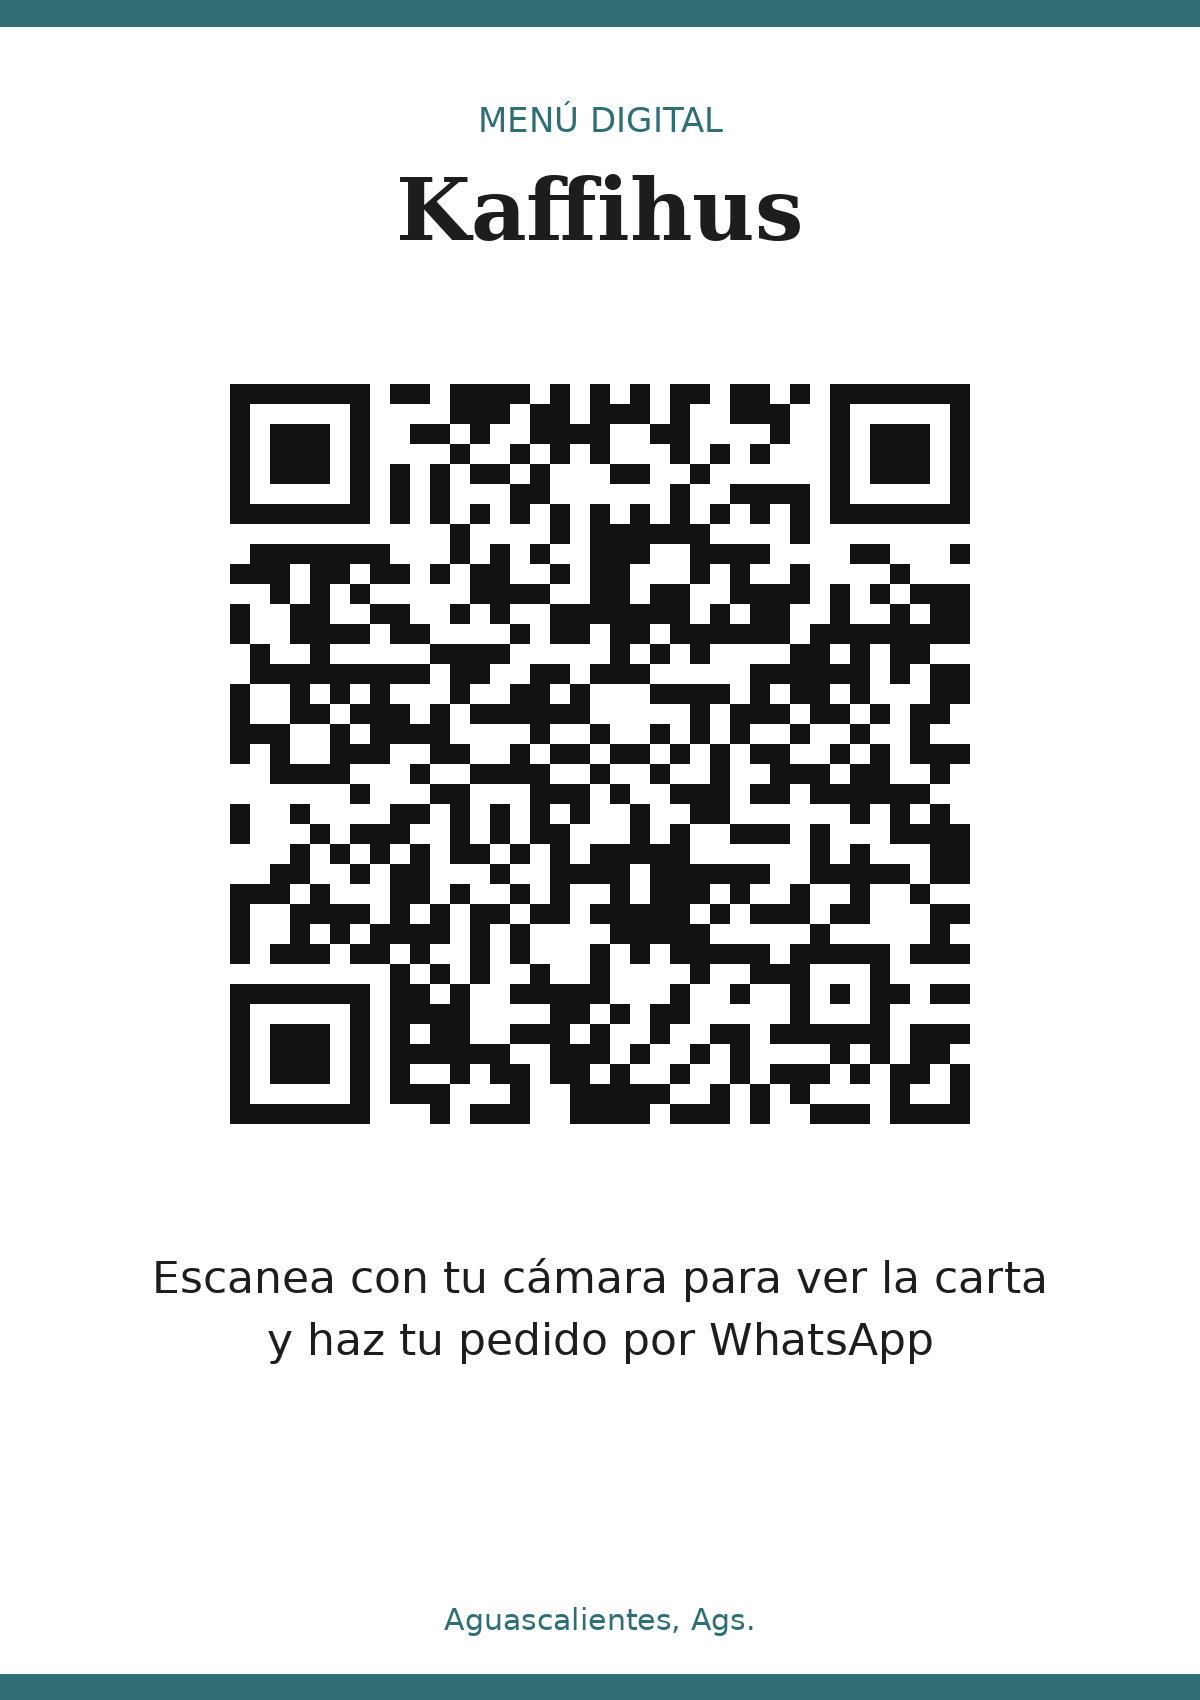 MENÚ DIGITAL
Kaffihus
Escanea con tu cámara para ver la carta
y haz tu pedido por WhatsApp
Aguascalientes, Ags.